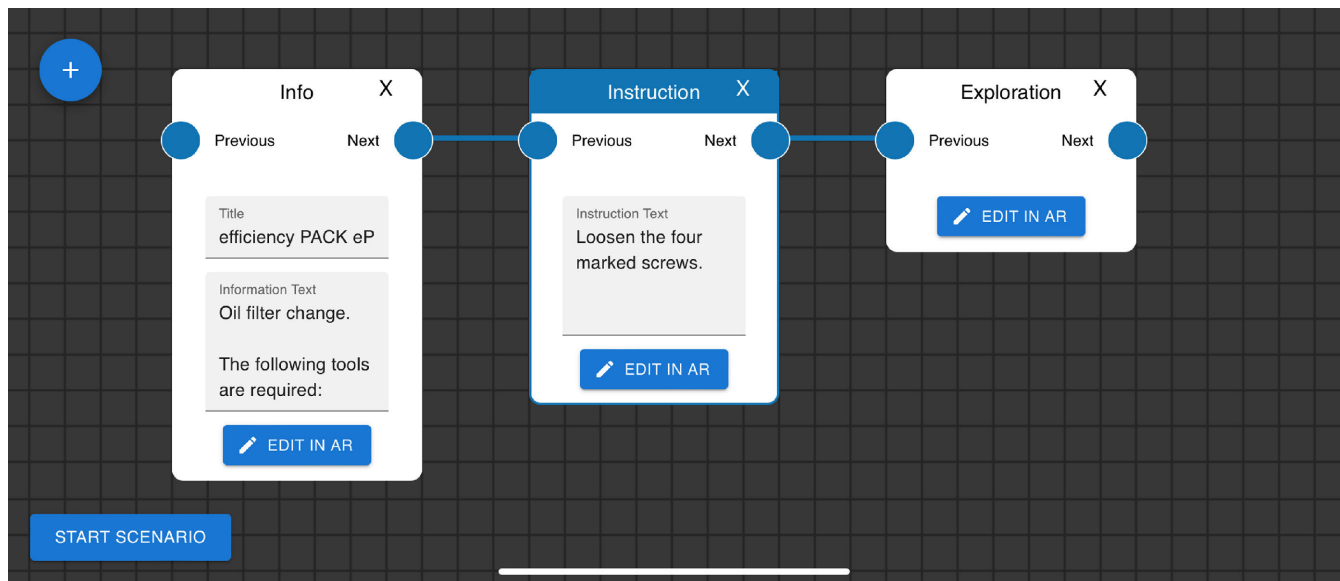 +
Info X
Previous Next
Title
efficiency PACK eP
Information Text
Oil filter change.
The following tools
are required:
EDIT IN AR
Instruction X
Previous Next
Instruction Text
Loosen the four
marked screws.
EDIT IN AR
Exploration X
Previous Next
EDIT IN AR
START SCENARIO